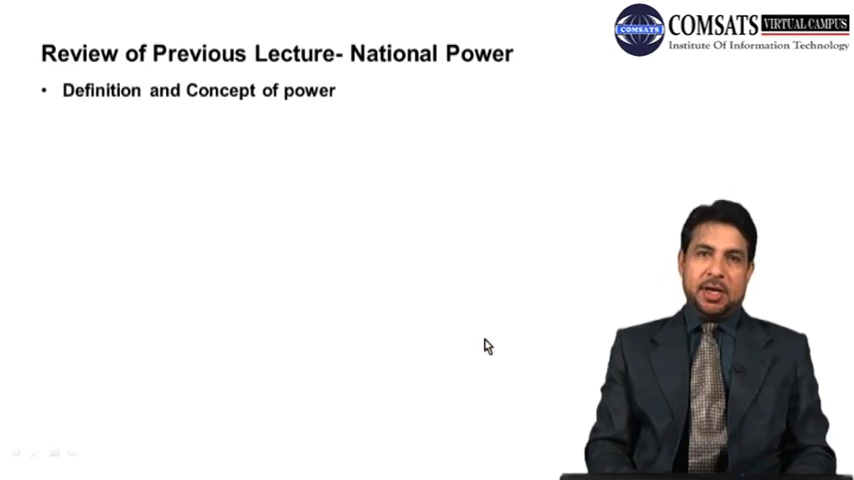 COMSATS
COMSATS VIRTUAL CAMPUS
Institute Of Information Technology
Review of Previous Lecture- National Power
• Definition and Concept of power